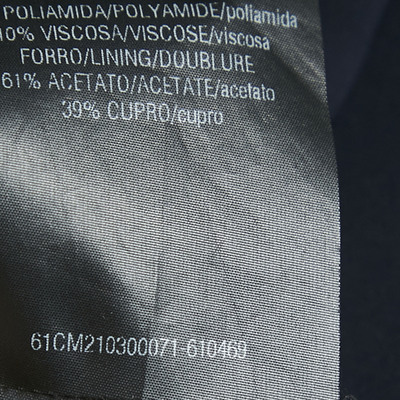 POLIAMIDA/POLYAMIDE/poliamida
10% VISCOSA/VISCOSE/viscosa
FORRO/LINING/DOUBLURE
61% ACETATO/ACETATE/acetato
39% CUPRO/cupro
61CM210300071-610469